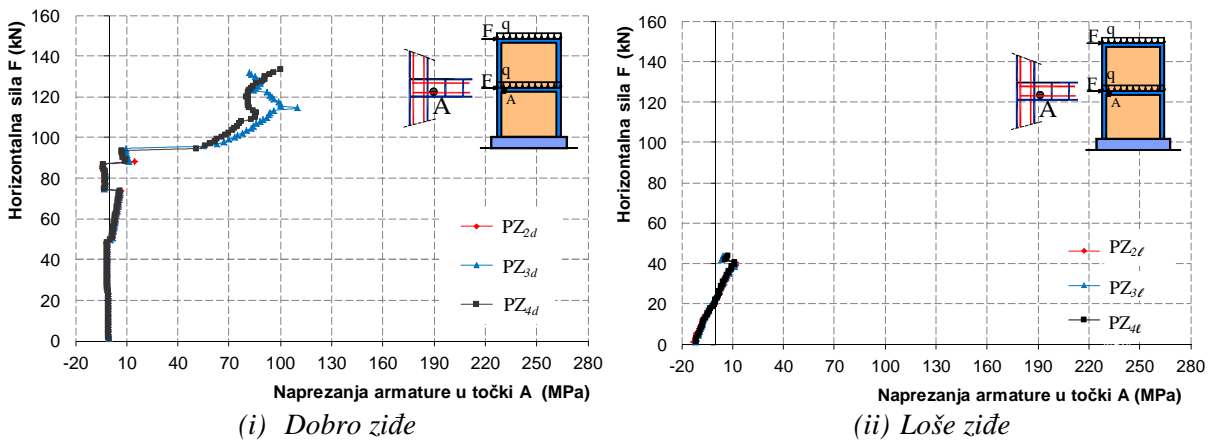 Horizontalna sila F (kN)
160
140
120
100
80
60
40
20
0
-20 10 40 70 100 130 160 190 220 250 280
Naprezanja armature u točki A (MPa)
A
F q
F q
A
PZ2d
PZ3d
PZ4d
(i) Dobro ziđe
Horizontalna sila F (kN)
160
140
120
100
80
60
40
20
0
-20 10 40 70 100 130 160 190 220 250 280
Naprezanja armature u točki A (MPa)
A
F q
F q
A
PZ2ℓ
PZ3ℓ
PZ4ℓ
(ii) Loše ziđe